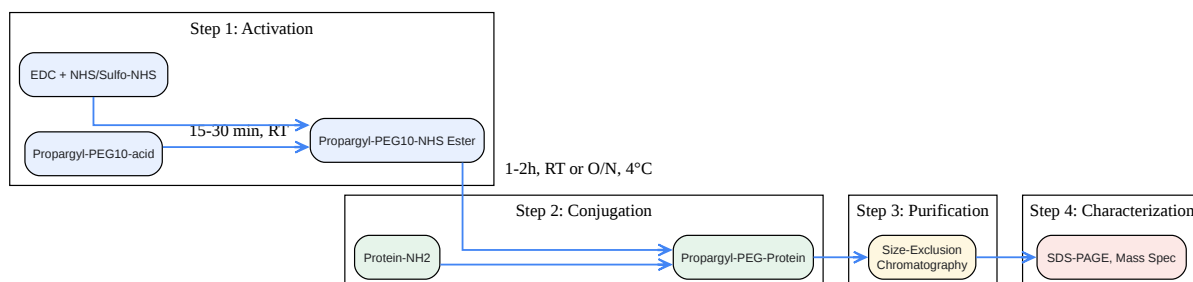 Step 1: Activation
EDC + NHS/Sulfo-NHS
15-30 min, RT
Propargyl-PEG10-acid
Propargyl-PEG10-NHS Ester
1-2h, RT or O/N, 4°C
Step 2: Conjugation
Protein-NH2
Propargyl-PEG-Protein
Step 3: Purification
Size-Exclusion
Chromatography
Step 4: Characterization
SDS-PAGE, Mass Spec